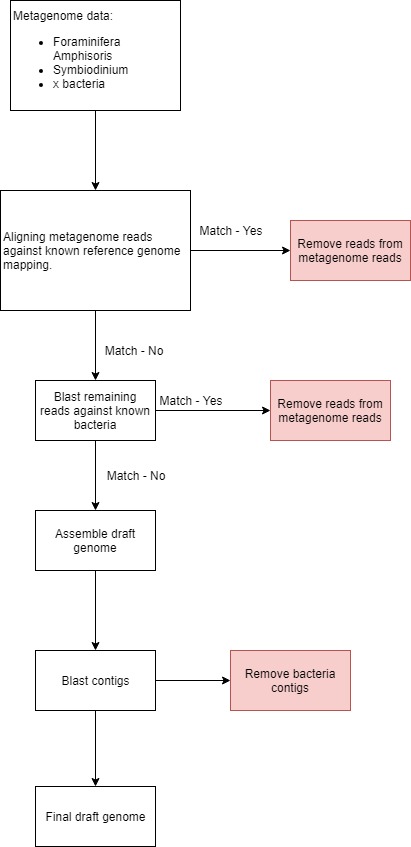 Metagenome data:
• Foraminifera
Amphisoris
• Symbiodinium
• x bacteria
Aligning metagenome reads
against known reference genome
mapping.
Match - Yes
Remove reads from
metagenome reads
Match - No
Blast remaining
reads against known
bacteria
Match - Yes
Remove reads from
metagenome reads
Match - No
Assemble draft
genome
Blast contigs
Remove bacteria
contigs
Final draft genome